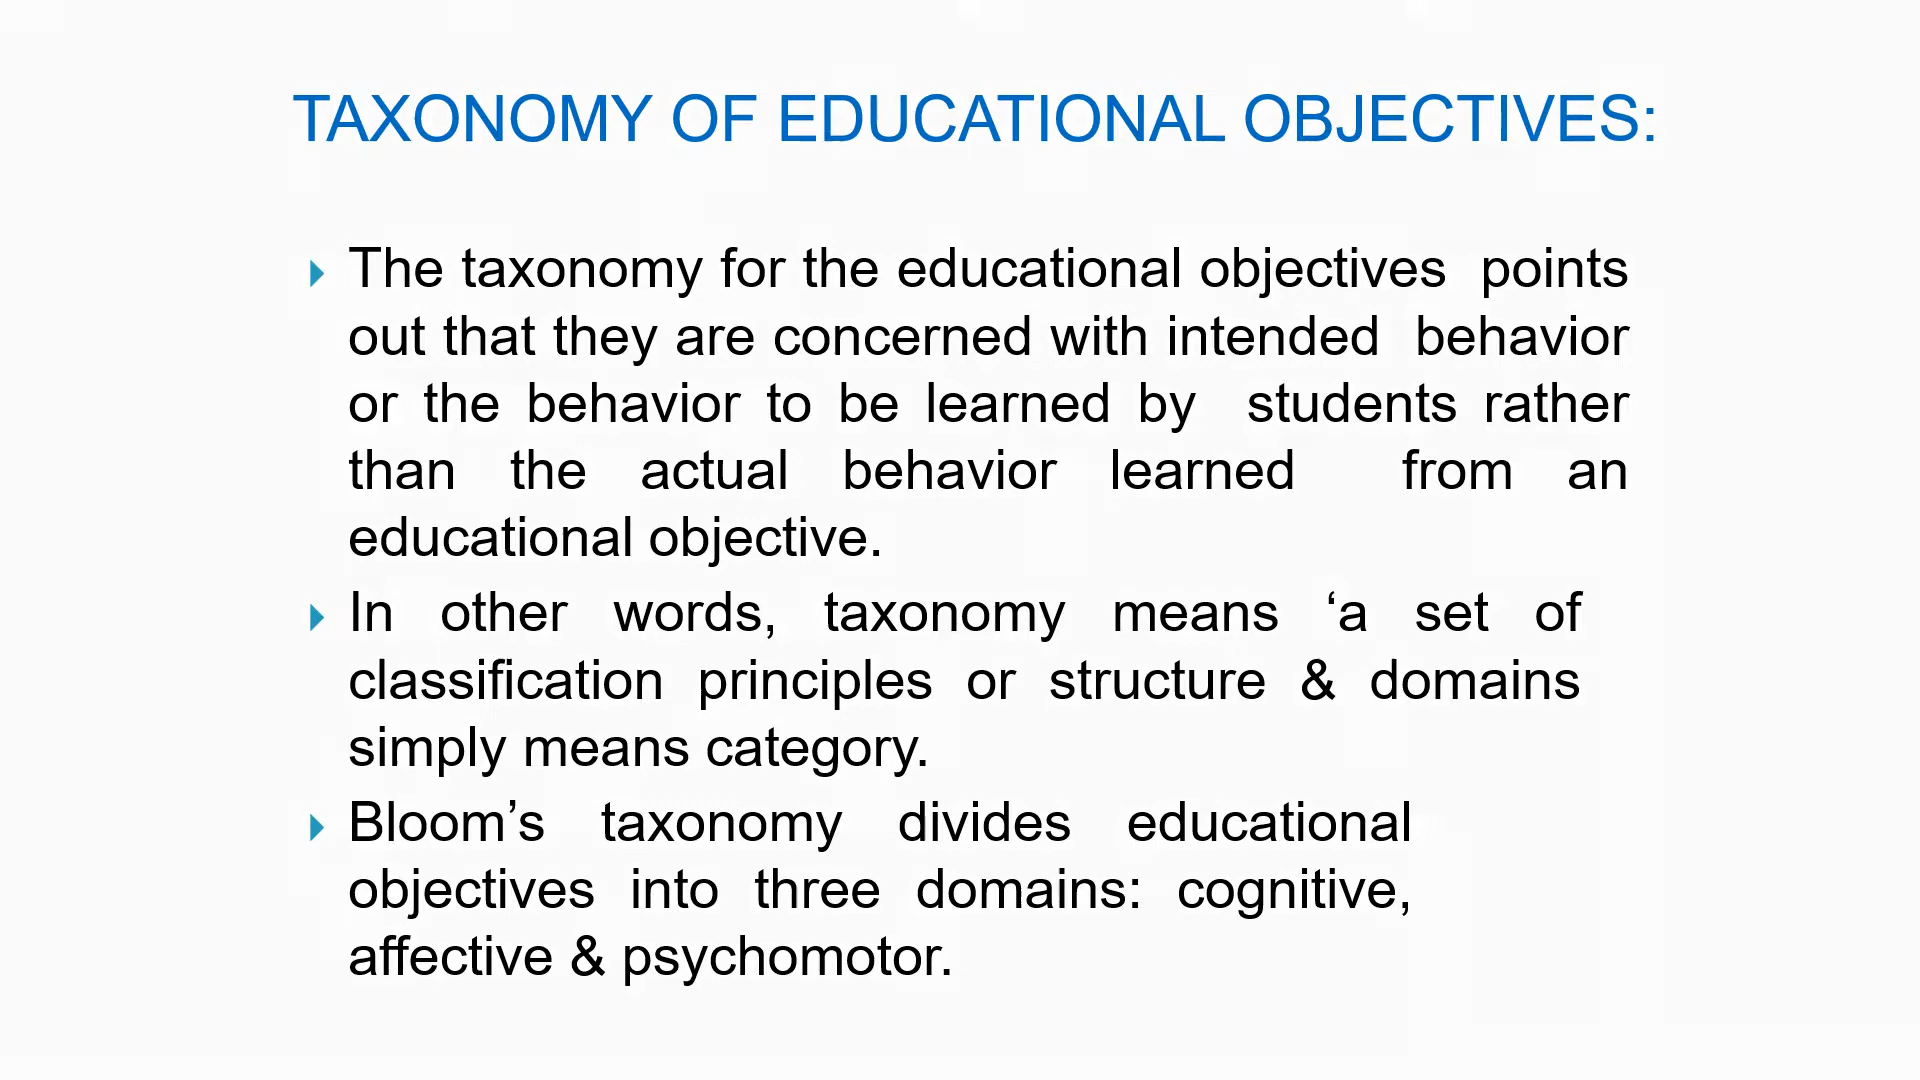 TAXONOMY OF EDUCATIONAL OBJECTIVES:
The taxonomy for the educational objectives points
out that they are concerned with intended behavior
or the behavior to be learned by students rather
than the actual behavior learned from an
educational objective.
In other words, taxonomy means ‘a set of
classification principles or structure & domains
simply means category.
Bloom’s taxonomy divides educational
objectives into three domains: cognitive,
affective & psychomotor.